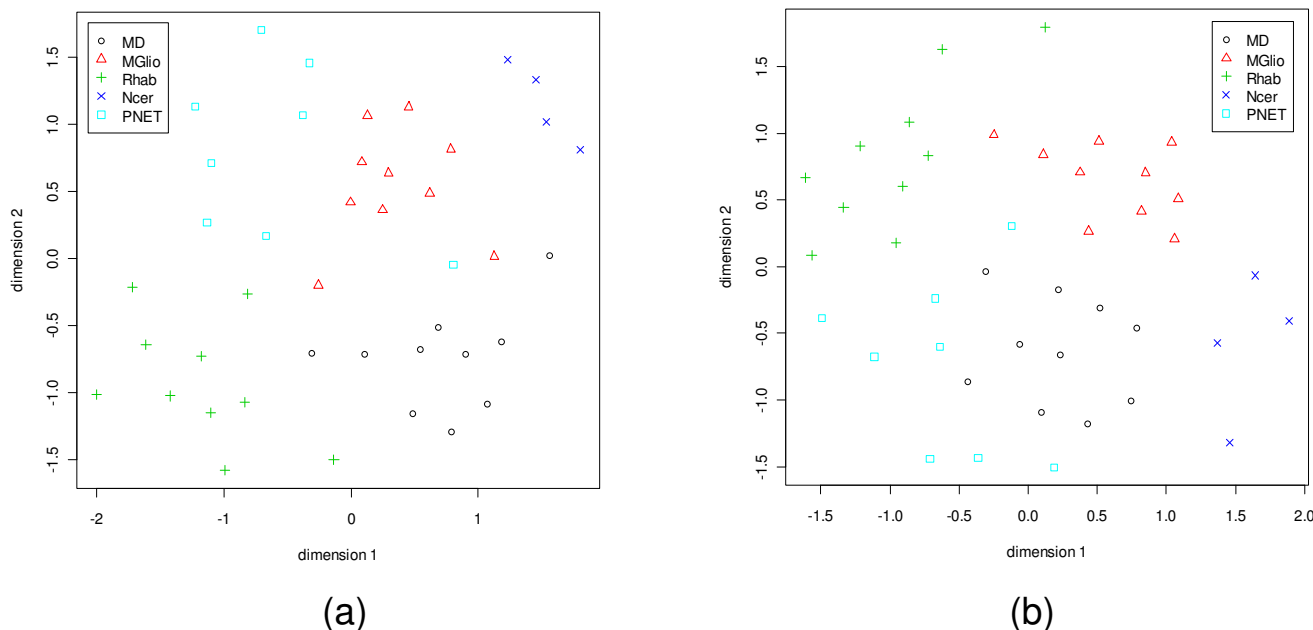 MD
MGlio
Rhab
Ncer
PNET
1.5
1.0
0.5
0.0
-0.5
-1.0
-1.5
dimension 2
-2 -1 0 1
dimension 1
(a)
MD
MGlio
Rhab
Ncer
PNET
1.5
1.0
0.5
0.0
-0.5
-1.0
-1.5
dimension 2
-1.5 -1.0 -0.5 0.0 0.5 1.0 1.5 2.0
dimension 1
(b)